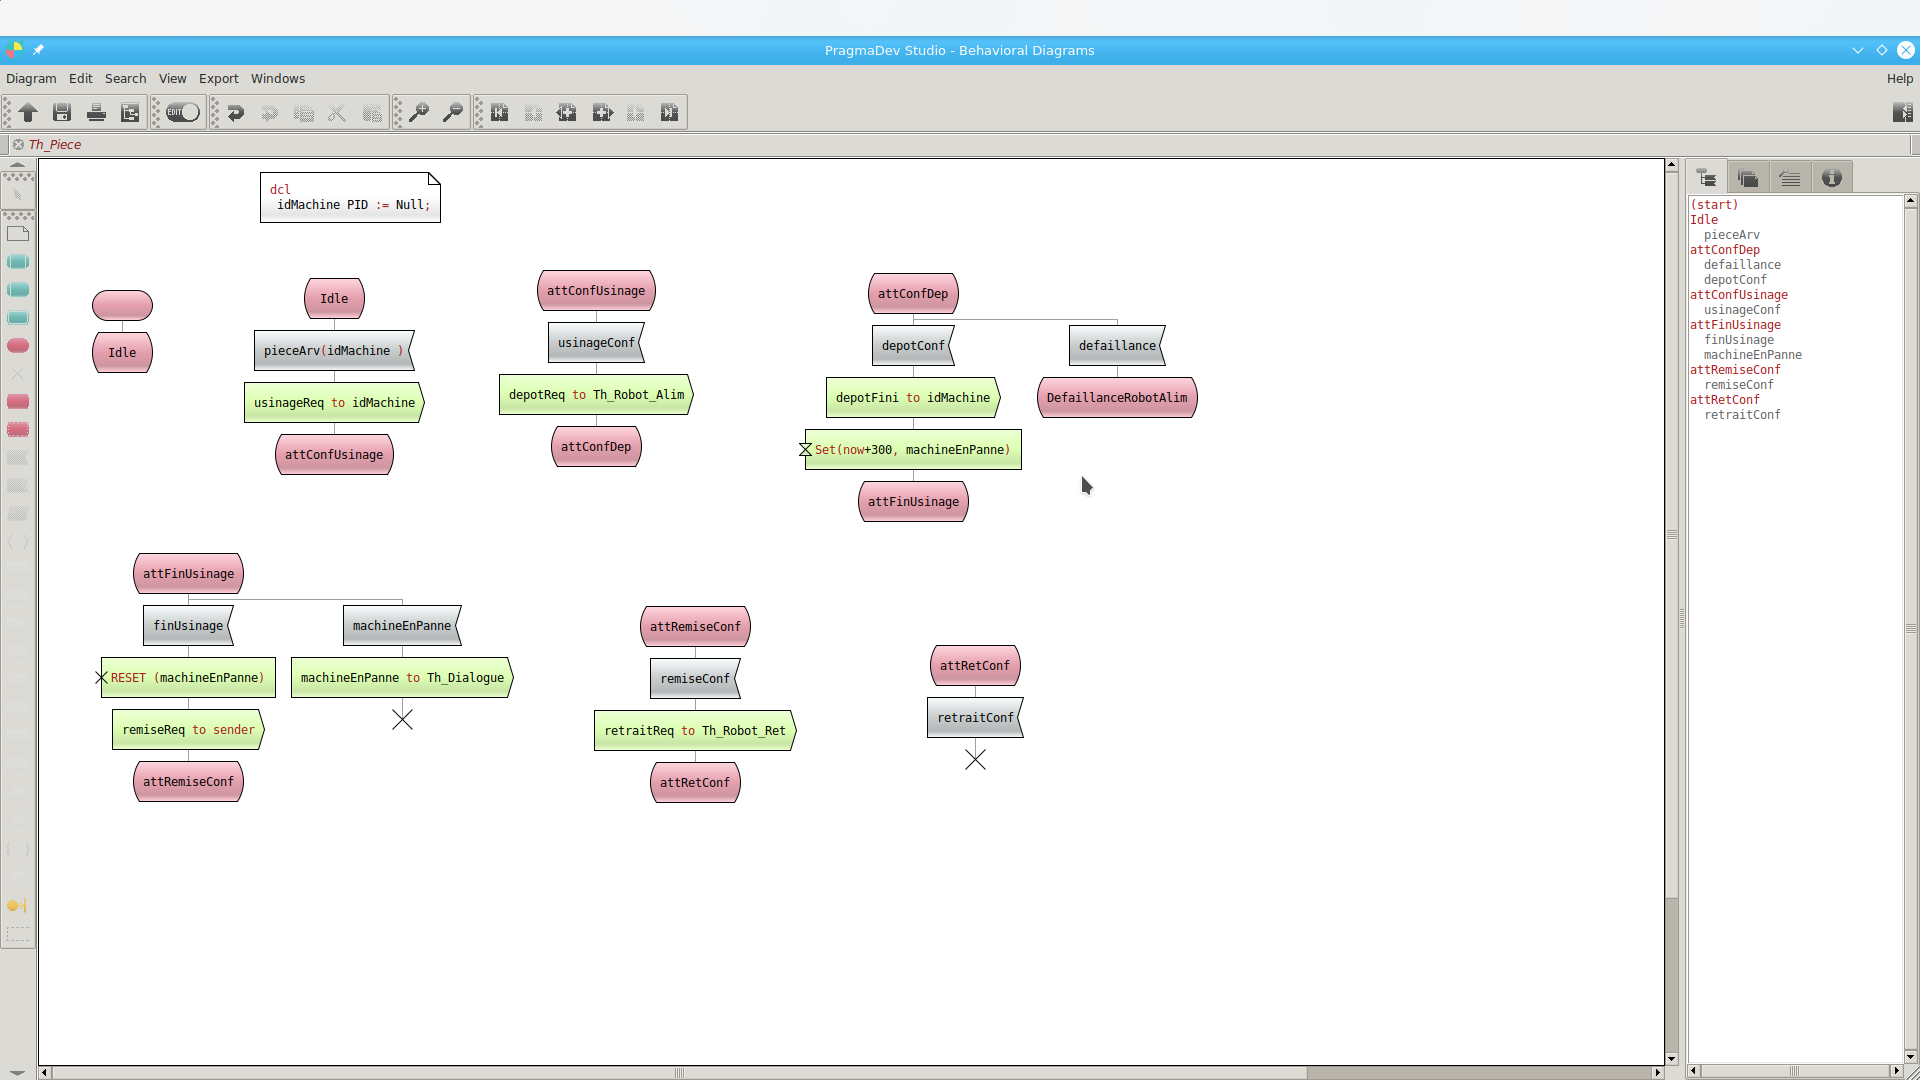 PragmaDev Studio - Behavioral Diagrams
Diagram Edit Search View Export Windows Help
EDIT
Th_Piece
dcl
idMachine PID := Null;
Idle
Idle
pieceArv(idMachine )
usinageReq to idMachine
attConfUsinage
attConfUsinage
usinageConf
depotReq to Th_Robot_Alim
attConfDep
attConfDep
depotConf
depotFini to idMachine
Set(now+300, machineEnPanne)
attFinUsinage
defaillance
DefaillanceRobotAlim
attFinUsinage
finUsinage
RESET (machineEnPanne)
remiseReq to sender
attRemiseConf
machineEnPanne
machineEnPanne to Th_Dialogue
attRemiseConf
remiseConf
retraitReq to Th_Robot_Ret
attRetConf
attRetConf
retraitConf
(start)
Idle
pieceArv
attConfDep
defaillance
depotConf
attConfUsinage
usinageConf
attFinUsinage
finUsinage
machineEnPanne
attRemiseConf
remiseConf
attRetConf
retraitConf